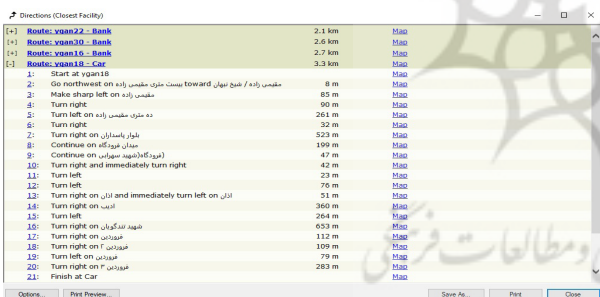 Directions (Closest Facility)
[+] Route: ygan22 - Bank 2.1 km Map
[+] Route: ygan30 - Bank 2.6 km Map
[+] Route: ygan16 - Bank 2.7 km Map
[-] Route: ygan18 - Car 3.3 km Map
1: Start at ygan18 Map
2: Go northwest on مقیمی زاده / شیخ نیهان toward بیست متری مقیمی زاده 8 m Map
3: Make sharp left on مقیمی زاده 85 m Map
4: Turn right 90 m Map
5: Turn left on ده متری مقیمی زاده 261 m Map
6: Turn right 32 m Map
7: Turn right on بلوار پاسداران 523 m Map
8: Continue on میدان فرودگاه 199 m Map
9: Continue on فرودگاه(شهید سهرابی) 47 m Map
10: Turn right and immediately turn right 42 m Map
11: Turn left 23 m Map
12: Turn left 76 m Map
13: Turn right on اذان and immediately turn left on اذان 51 m Map
14: Turn right on ادیب 360 m Map
15: Turn left 264 m Map
16: Turn right on شهید تندگویان 653 m Map
17: Turn right on فروردین 112 m Map
18: Turn right on فروردین ۲ 109 m Map
19: Turn left on فروردین 79 m Map
20: Turn right on فروردین ۳ 283 m Map
21: Finish at Car Map
Options... Print Preview... Save As... Print Close